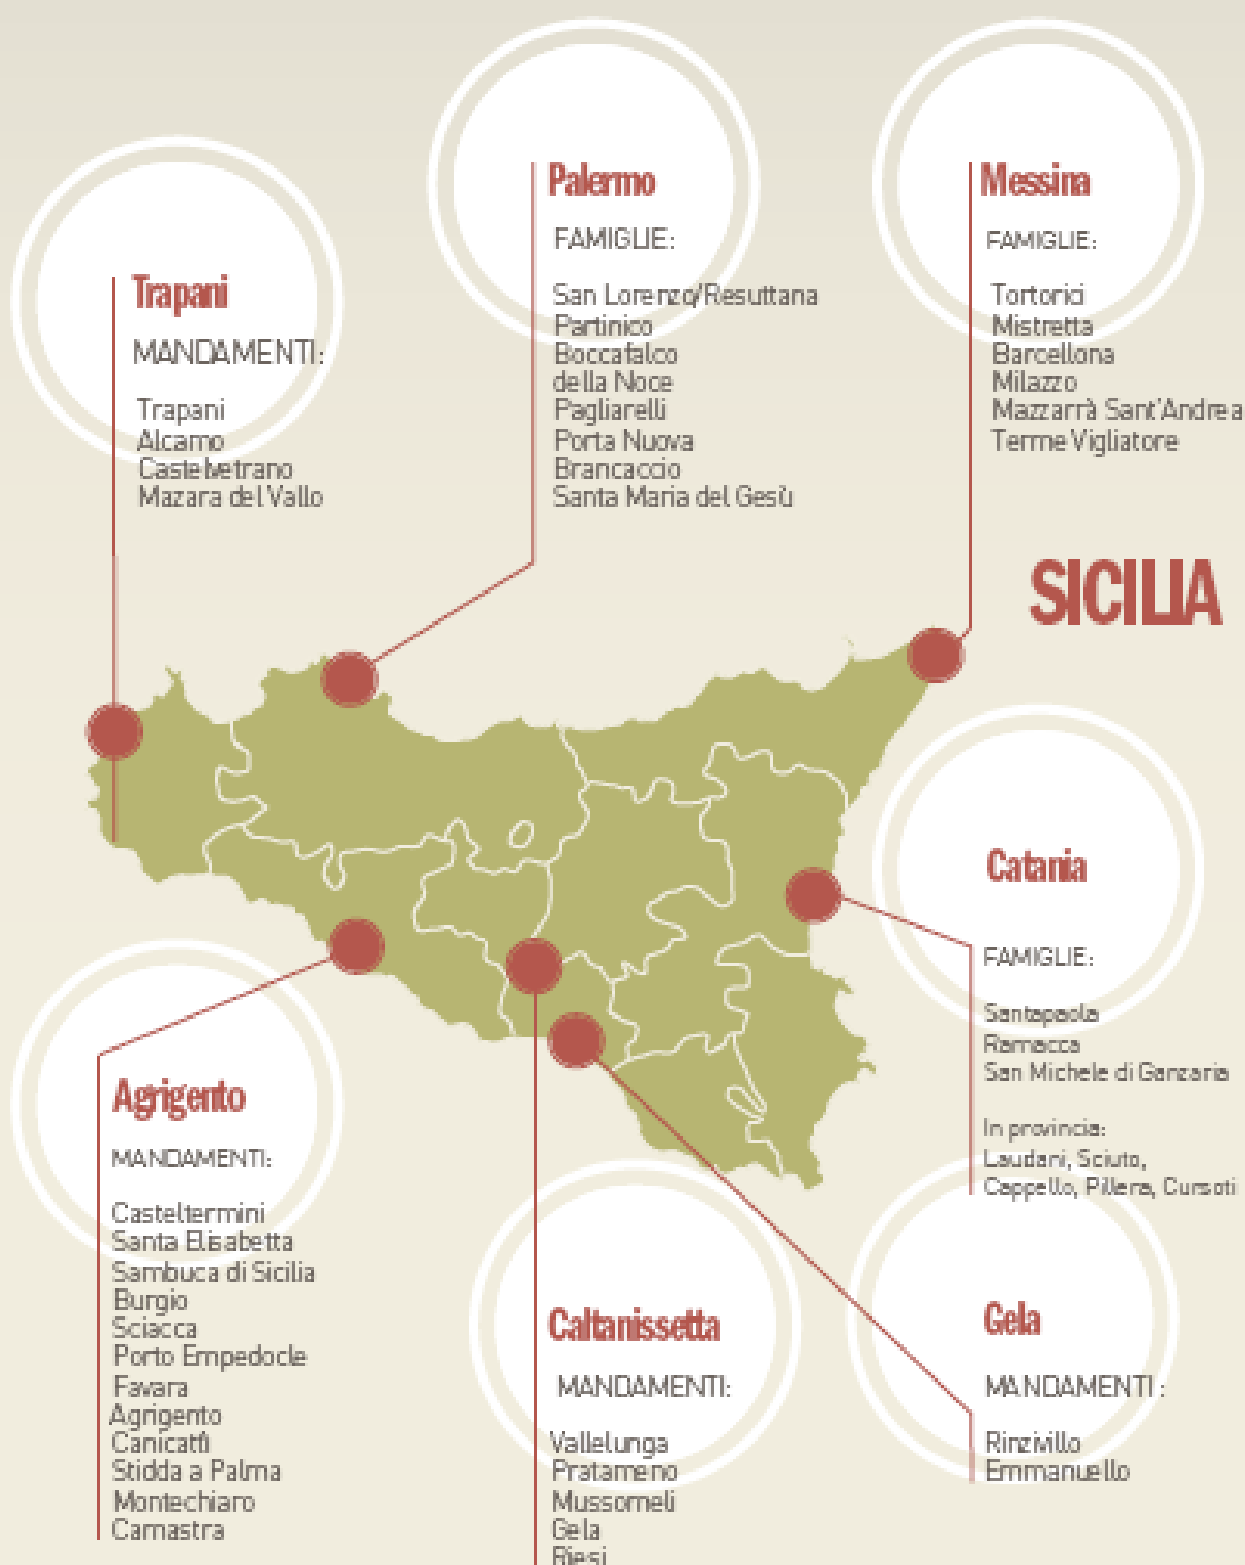 Trapani
MANDAMENTI:
Trapani
Alcamo
Castelvetrano
Mazara del Vallo
Palermo
FAMIGLIE:
San Lorenzo/Resuttana
Partinico
Boccafalco
della Noce
Pagliarelli
Porta Nuova
Brancaccio
Santa Maria del Gesù
Messina
FAMIGLIE:
Tortorici
Mistretta
Barcellona
Milazzo
Mazzarrà Sant'Andrea
Terme Vigliatore
SICILIA
Catania
FAMIGLIE:
Santapaola
Ramacca
San Michele di Ganzaria
In provincia:
Laudani, Sciuto,
Cappello, Pillera, Cursoti
Agrigento
MANDAMENTI:
Casteltermini
Santa Elisabetta
Sambuca di Sicilia
Burgio
Sciacca
Porto Empedocle
Favara
Agrigento
Canicattì
Stidda a Palma
Montechiaro
Camastra
Caltanissetta
MANDAMENTI:
Vallelunga
Pratameno
Mussomeli
Gela
Riesi
Gela
MANDAMENTI:
Rinzivillo
Emmanuello